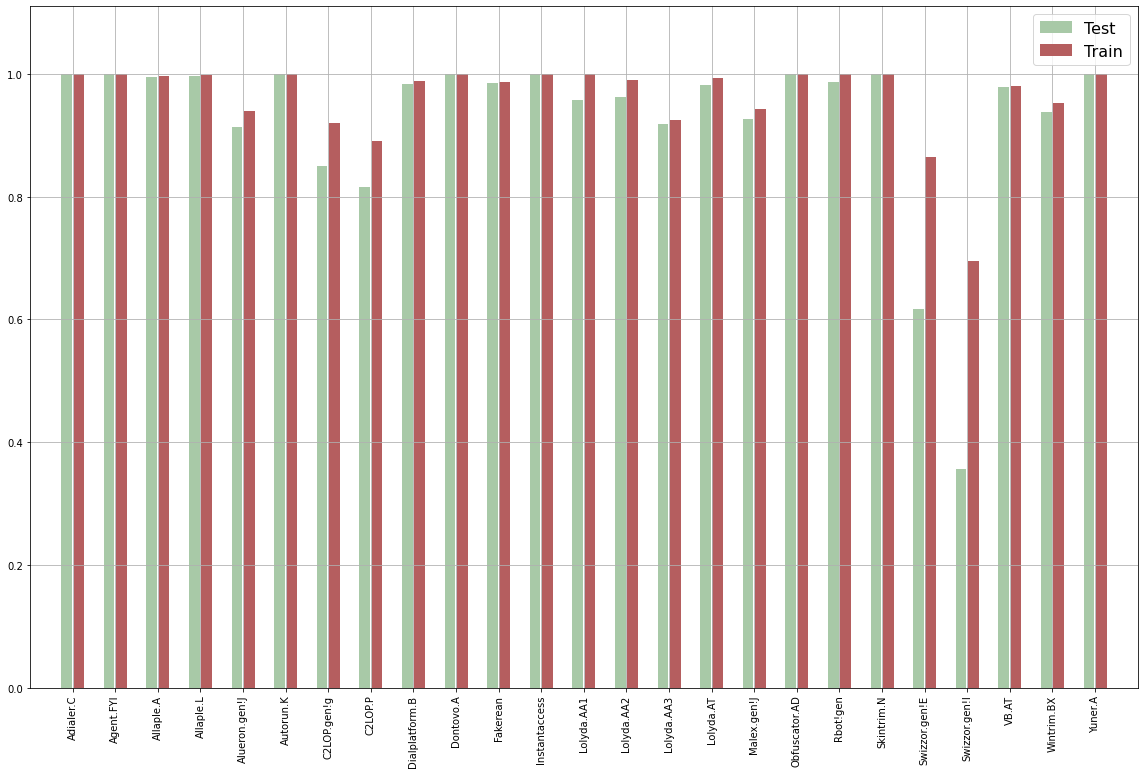 Test
Train
1.0
0.8
0.6
0.4
0.2
0.0
Adialer.C
Agent.FYI
Allaple.A
Allaple.L
Alueron.gen!J
Autorun.K
C2LOP.gen!g
C2LOP.P
Dialplatform.B
Dontovo.A
Fakerean
Instantaccess
Lolyda.AA1
Lolyda.AA2
Lolyda.AA3
Lolyda.AT
Malex.gen!J
Obfuscator.AD
Rbot!gen
Skintrim.N
Swizzor.gen!E
Swizzor.gen!I
VB.AT
Wintrim.BX
Yuner.A